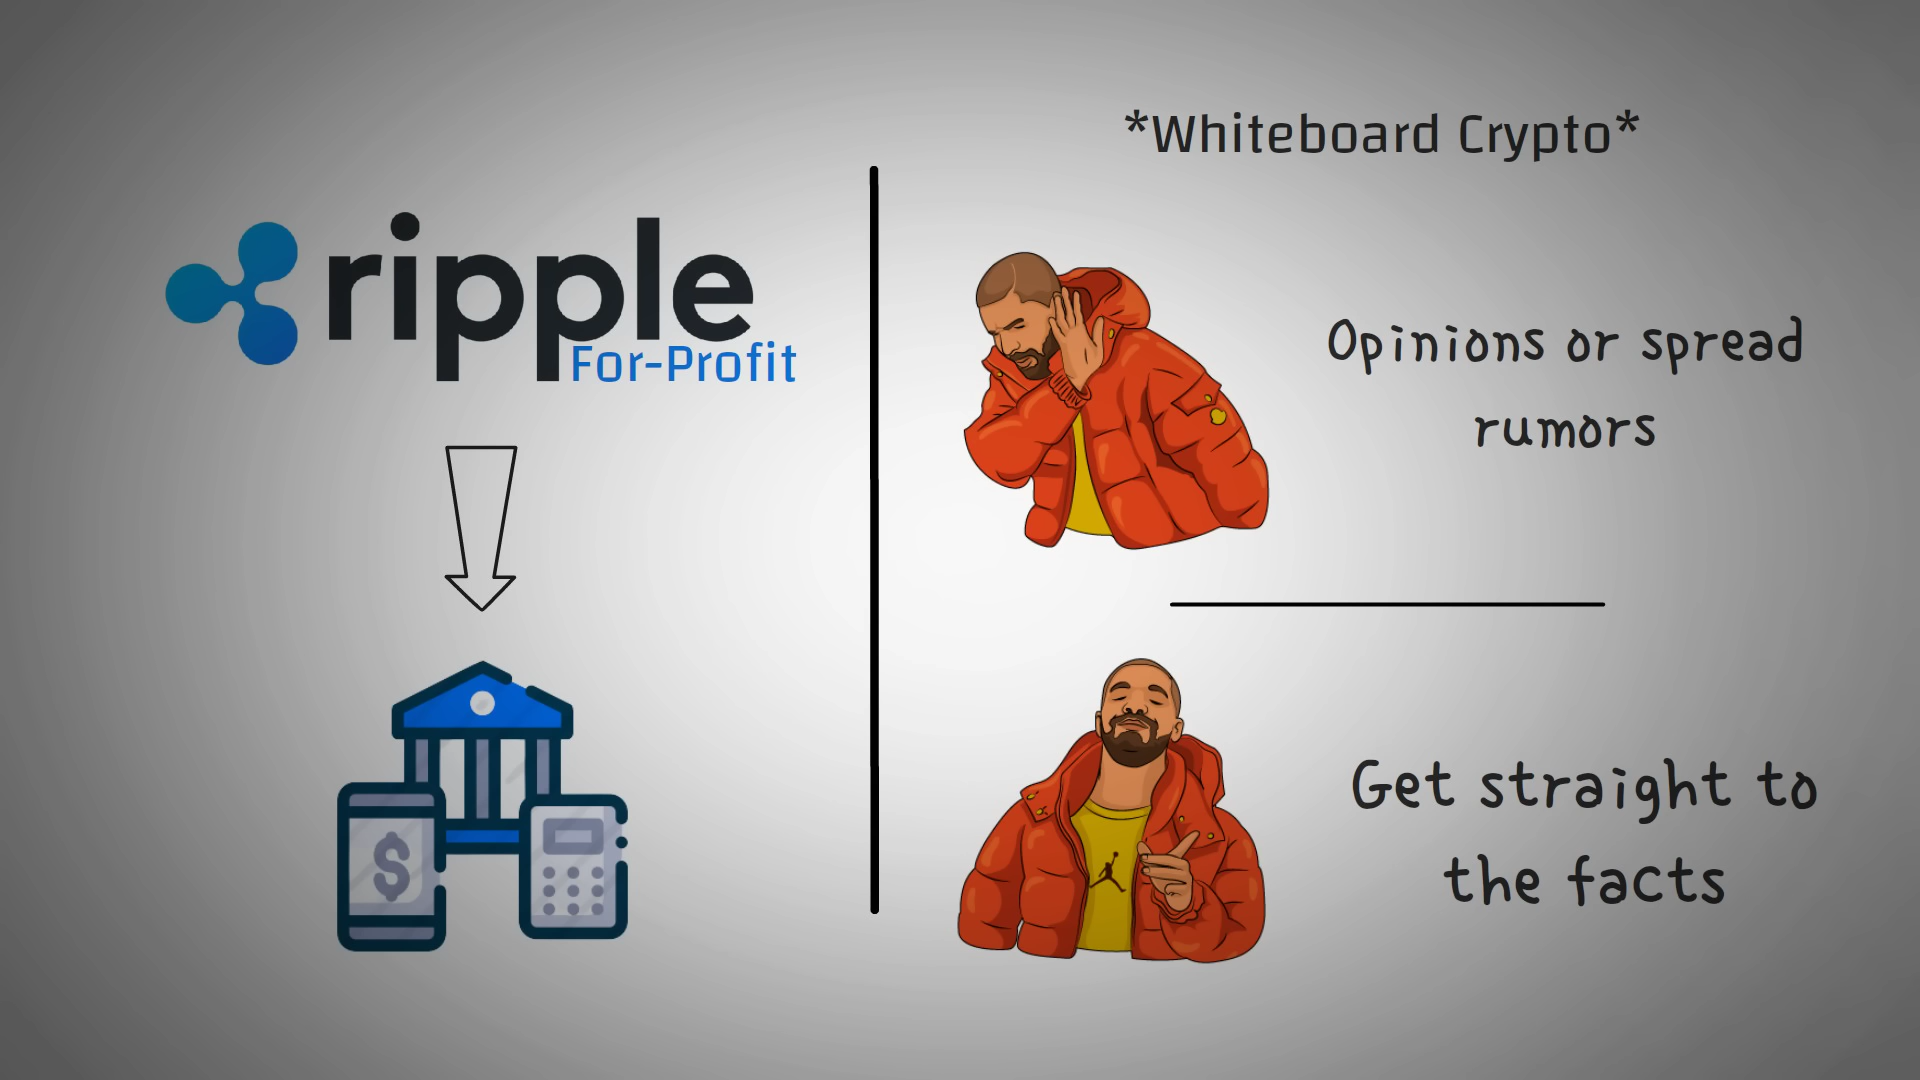 ripple
For-Profit
$
*Whiteboard Crypto*
Opinions or spread
rumors
Get straight to
the facts